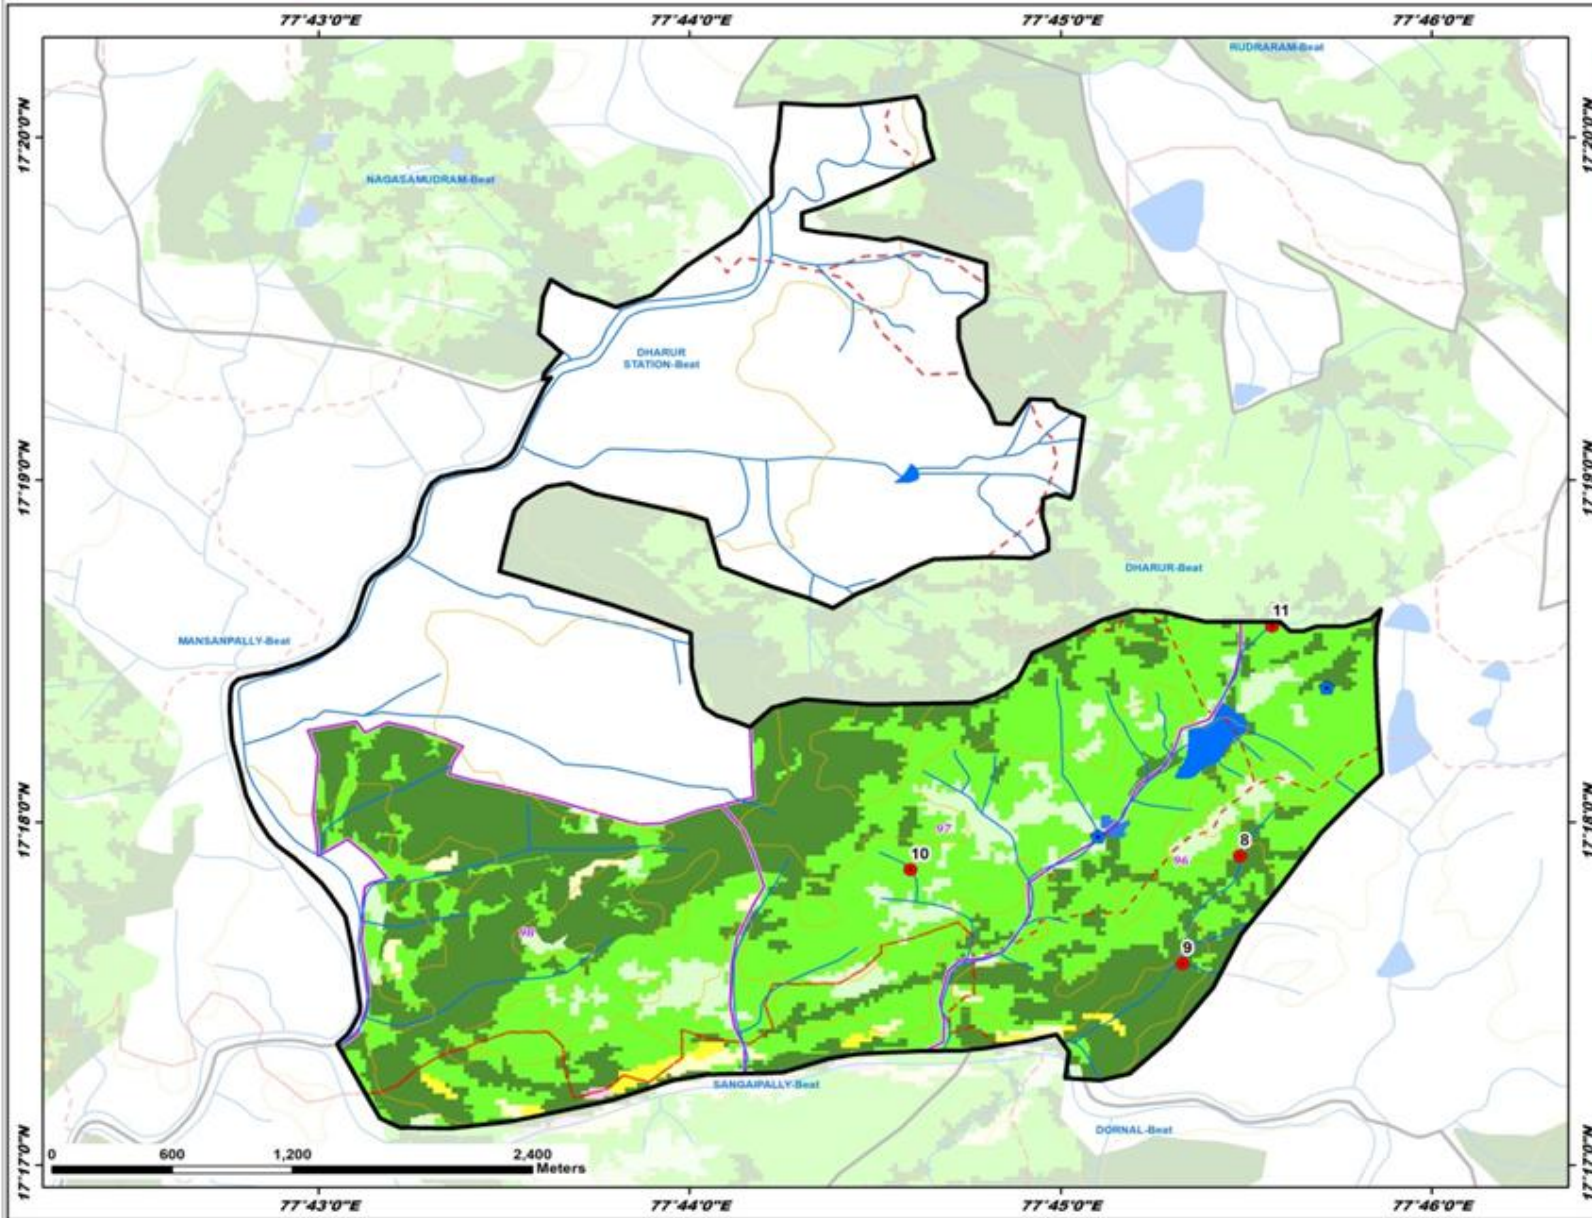 77°43'0"E
77°44'0"E
77°45'0"E
77°46'0"E
RUDRARAM-Beat
17°20'0"N
17°20'0"N
NAGASAMUDRAM-Beat
DHARUR
STATION-Beat
17°19'0"N
17°19'0"N
DHARUR-Beat
11
MANSANPALLY-Beat
17°18'0"N
17°18'0"N
97
8
10
96
98
9
SANGAIPALLY-Beat
DORNAL-Beat
17°17'0"N
17°17'0"N
0
600
1,200
2,400
Meters
77°43'0"E
77°44'0"E
77°45'0"E
77°46'0"E